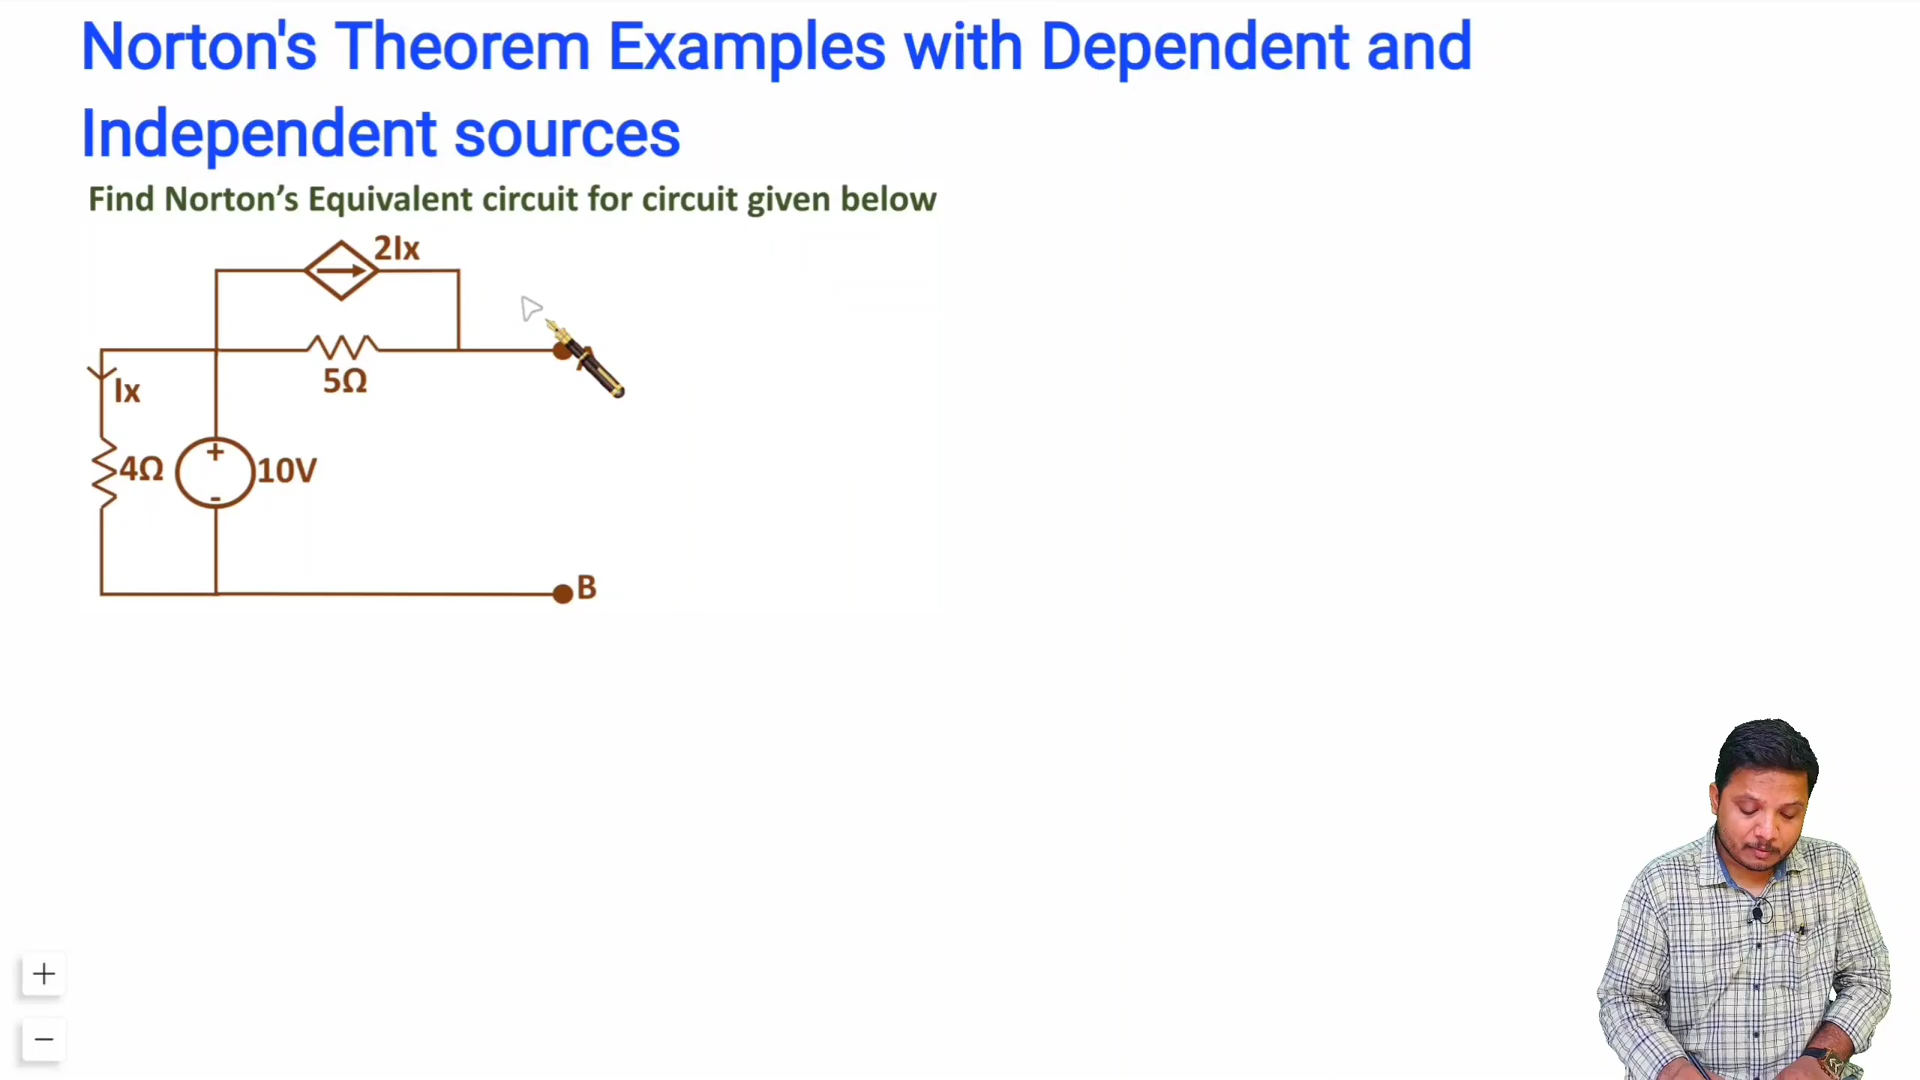 Norton's Theorem Examples with Dependent and
Independent sources
Find Norton’s Equivalent circuit for circuit given below
2Ix
5Ω
Ix
4Ω
+
-
10V
B
+
−